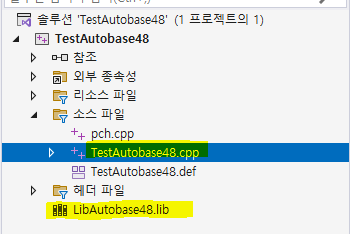 솔루션 'TestAutobase48' (1 프로젝트의 1
TestAutobase48
참조
외부 종속성
리소스 파일
소스 파일
pch.cpp
TestAutobase48.cpp
TestAutobase48.def
헤더 파일
LibAutobase48.lib